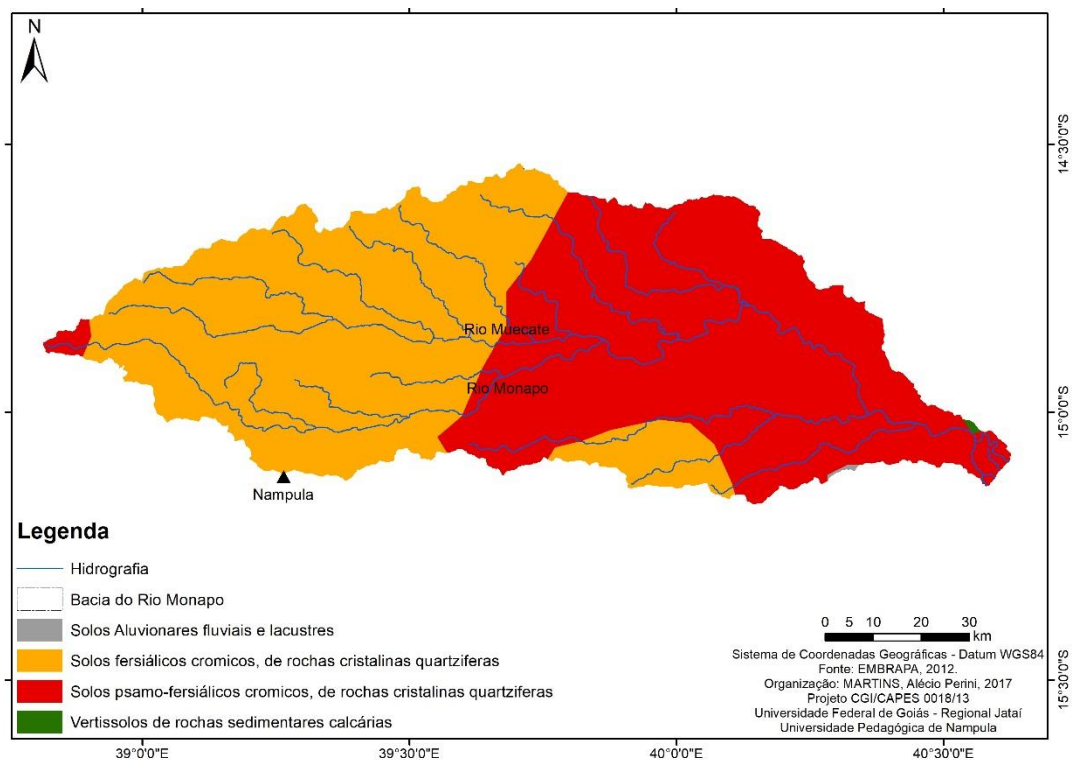 N
14°30'0"S
Rio Muecate
Rio Monapo
15°0'0"S
Nampula
Legenda
Hidrografia
Bacia do Rio Monapo
Solos Aluvionares fluviais e lacustres
Solos fersiálicos cromicos, de rochas cristalinas quartziferas
Solos psamo-fersiálicos cromicos, de rochas cristalinas quartziferas
Vertissolos de rochas sedimentares calcárias
0 5 10 20 30
km
Sistema de Coordenadas Geográficas - Datum WGS84
Fonte: EMBRAPA, 2012.
Organização: MARTINS, Alécio Perini, 2017
Projeto CGI/CAPES 0018/13
Universidade Federal de Goiás - Regional Jataí
Universidade Pedagógica de Nampula
15°30'0"S
39°0'0"E 39°30'0"E 40°0'0"E 40°30'0"E